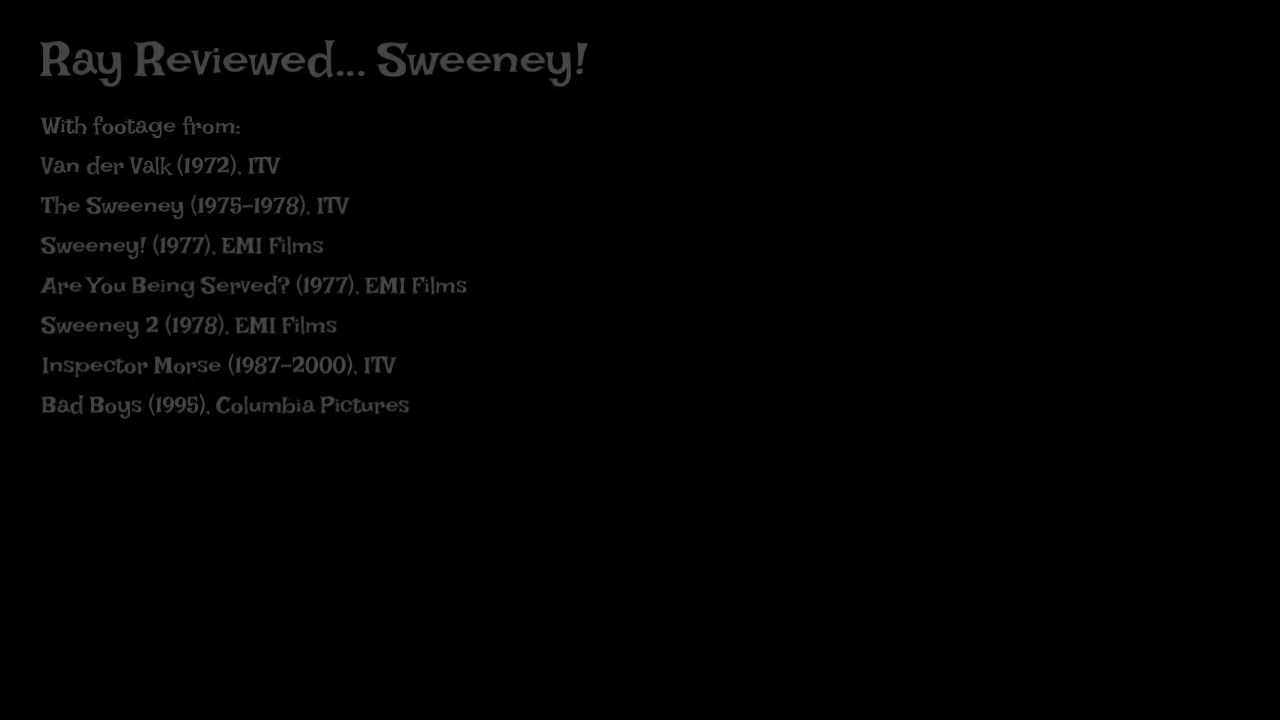 Ray Reviewed... Sweeney!
With footage from:
Van der Valk (1972), ITV
The Sweeney (1975-1978), ITV
Sweeney! (1977), EMI Films
Are You Being Served? (1977), EMI Films
Sweeney 2 (1978), EMI Films
Inspector Morse (1987-2000), ITV
Bad Boys (1995), Columbia Pictures